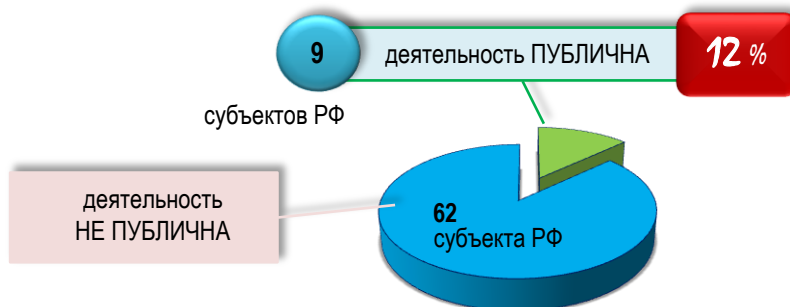 9
деятельность ПУБЛИЧНА
12 %
субъектов РФ
деятельность
НЕ ПУБЛИЧНА
62
субъекта РФ